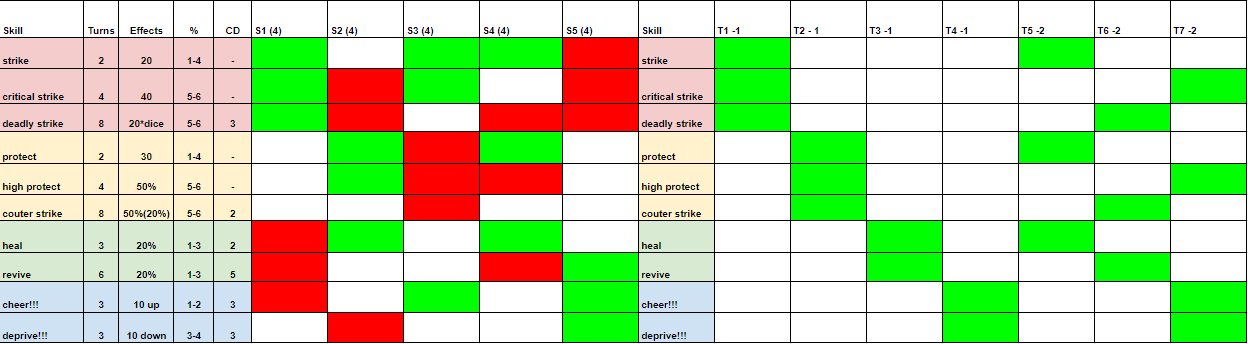 Skill Turns Effects % CD S1 (4) S2 (4) S3 (4) S4 (4) S5 (4) Skill T1 -1 T2 - 1 T3 -1 T4 -1 T5 -2 T6 -2 T7 -2
strike 2 20 1-4 - strike
critical strike 4 40 5-6 - critical strike
deadly strike 8 20*dice 5-6 3 deadly strike
protect 2 30 1-4 - protect
high protect 4 50% 5-6 - high protect
couter strike 8 50%(20%) 5-6 2 couter strike
heal 3 20% 1-3 2 heal
revive 6 20% 1-3 5 revive
cheer!!! 3 10 up 1-2 3 cheer!!!
deprive!!! 3 10 down 3-4 3 deprive!!!